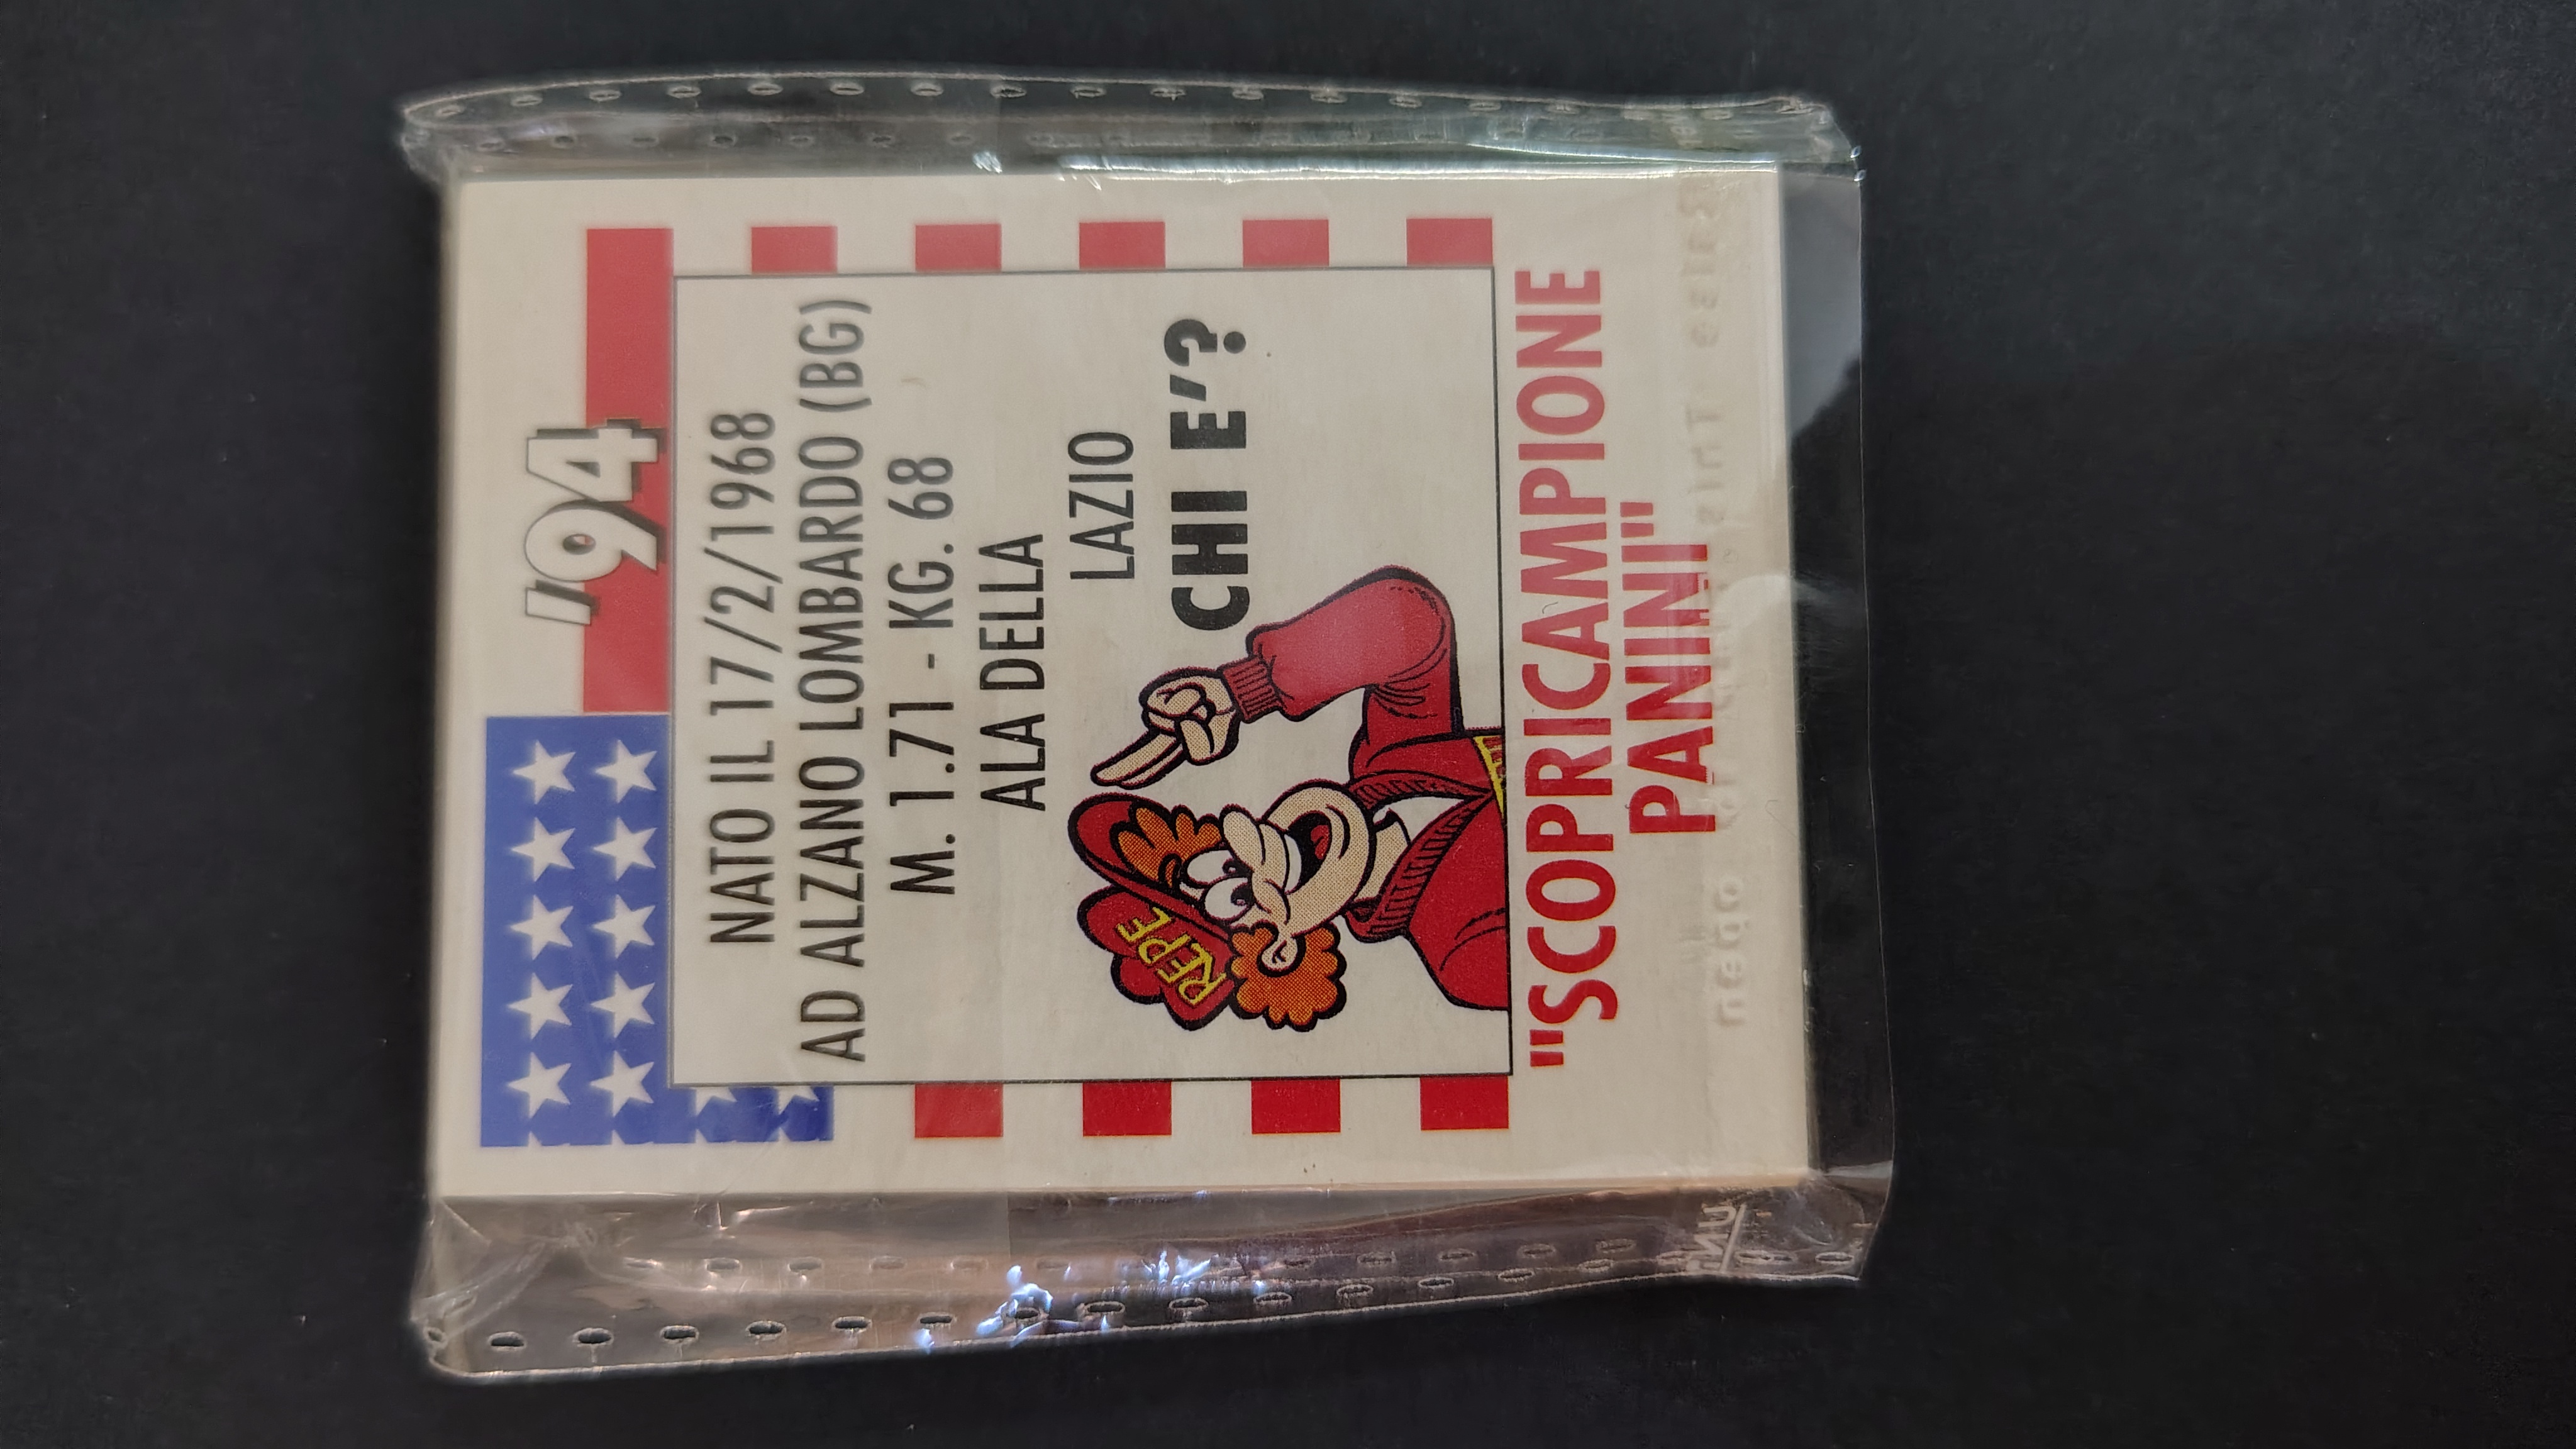 '94
NATO IL 17/2/1968
AD ALZANO LOMBARDO (BG)
M. 1.71 - KG. 68
ALA DELLA
LAZIO
CHI E'?
REPE
"SCOPRICAMPIONE
PANINI"